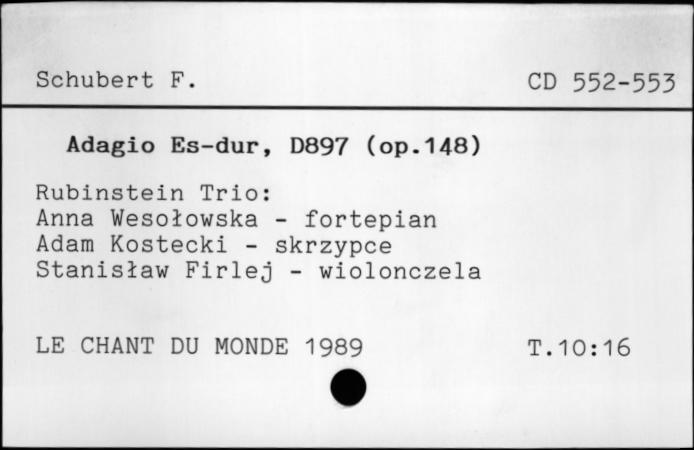 Schubert F. CD 552-553
Adagio Es-dur, D897 (op.148)
Rubinstein Trio:
Anna Wesołowska - fortepian
Adam Kostecki - skrzypce
Stanisław Firlej - wiolonczela
LE CHANT DU MONDE 1989 T.10:16